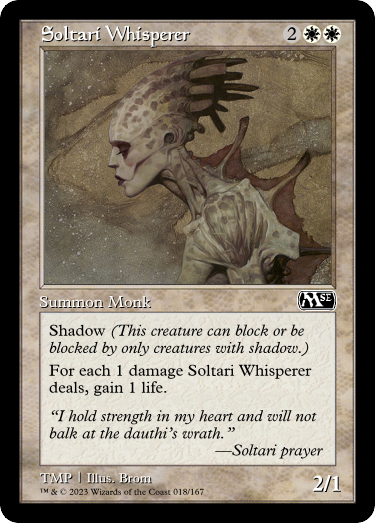 Soltari Whisperer 2
Summon Monk MSE
Shadow (This creature can block or be
blocked by only creatures with shadow.)
For each 1 damage Soltari Whisperer
deals, gain 1 life.
“I hold strength in my heart and will not
balk at the dauthi’s wrath.”
—Soltari prayer
TMP | Illus. Brom
™ & © 2023 Wizards of the Coast 018/167
2/1